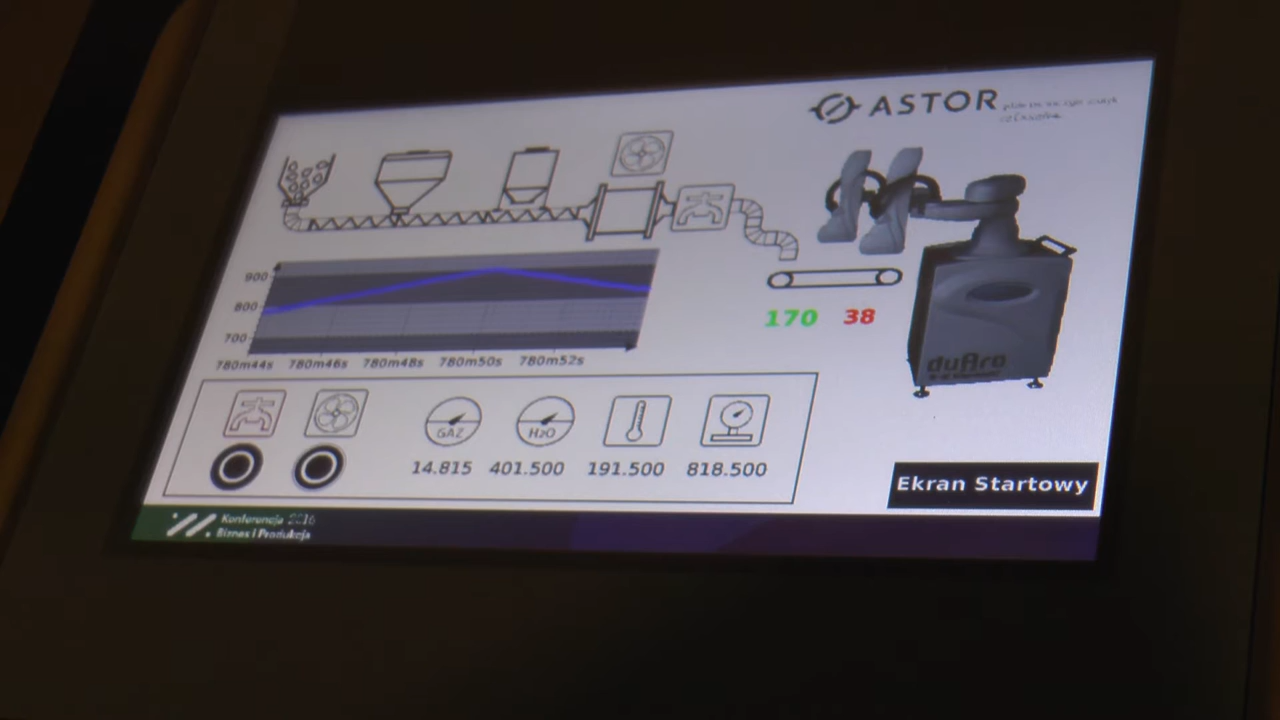 ASTOR
900
800
700
780m44s 780m46s 780m48s 780m50s 780m52s
170 38
duAro
GAZ H2O
14.815 401.500 191.500 818.500
Ekran Startowy
Konferencja 2016
Biznes i Produkcja